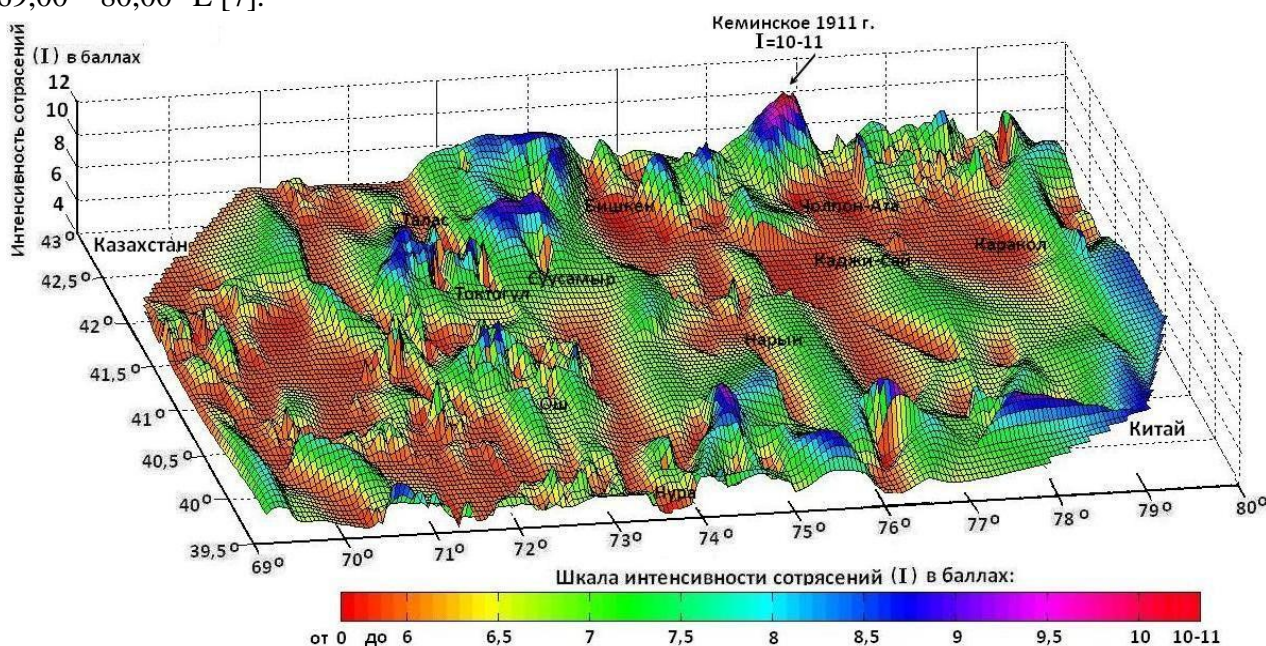 69,00 – 80,00 °E [7].
Кеминское 1911 г.
I=10-11
Интенсивность сотрясений
(I) в баллах
12
10
8
6
4
43°
42,5°
42°
41,5°
41°
40,5°
40°
39,5°
Казахстан
Талас
Бишкек
Чолпон-Ата
Каракол
Каджи-Сай
Суусамыр
Токтогул
Нарын
Ош
Нура
Китай
69° 70° 71° 72° 73° 74° 75° 76° 77° 78° 79° 80°
Шкала интенсивности сотрясений (I) в баллах:
от 0 до 6 6,5 7 7,5 8 8,5 9 9,5 10 10-11